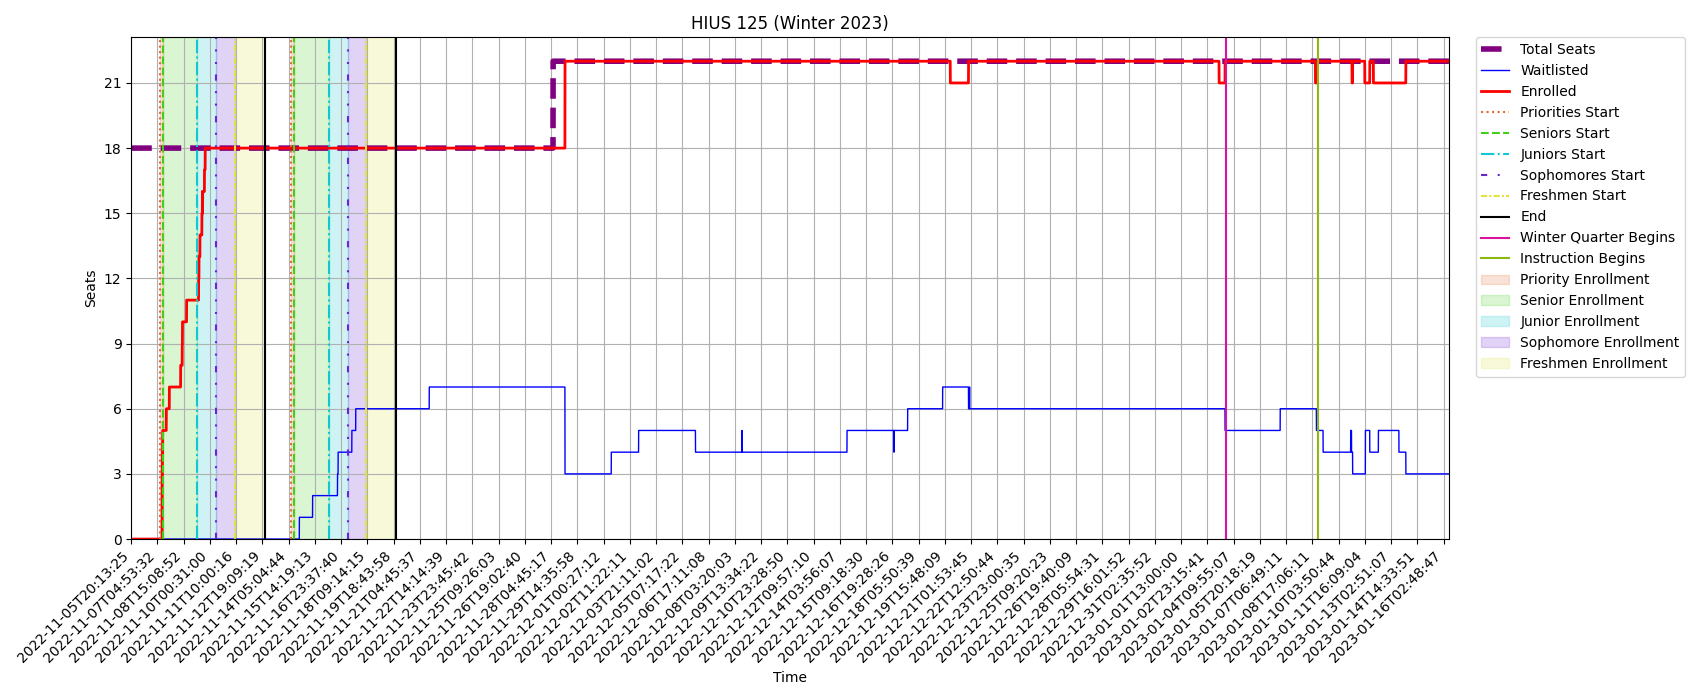 HIUS 125 (Winter 2023)
Seats
21
18
15
12
9
6
3
0
2022-11-05T20:13:25
2022-11-07T04:53:32
2022-11-08T15:08:52
2022-11-10T00:31:00
2022-11-11T10:00:16
2022-11-12T19:09:19
2022-11-14T05:04:44
2022-11-15T14:19:13
2022-11-16T23:37:40
2022-11-18T09:14:15
2022-11-19T18:43:58
2022-11-21T04:45:37
2022-11-22T14:14:39
2022-11-23T23:45:42
2022-11-25T09:26:03
2022-11-26T19:02:40
2022-11-28T04:45:17
2022-11-29T14:35:58
2022-12-01T00:27:12
2022-12-02T11:22:11
2022-12-03T21:11:02
2022-12-05T07:17:22
2022-12-06T17:11:08
2022-12-08T03:20:03
2022-12-09T13:34:22
2022-12-10T23:28:50
2022-12-12T09:57:10
2022-12-14T03:56:07
2022-12-15T09:18:30
2022-12-16T19:28:26
2022-12-18T05:50:39
2022-12-19T15:48:09
2022-12-21T01:53:45
2022-12-22T12:50:44
2022-12-23T23:00:35
2022-12-25T09:20:23
2022-12-26T19:40:09
2022-12-28T05:54:31
2022-12-29T16:01:52
2022-12-31T02:35:52
2023-01-01T13:00:00
2023-01-02T23:15:41
2023-01-04T09:55:07
2023-01-05T20:18:19
2023-01-07T06:49:11
2023-01-08T17:06:11
2023-01-10T03:50:44
2023-01-11T16:09:04
2023-01-13T02:51:07
2023-01-14T14:33:51
2023-01-16T02:48:47
Time
Total Seats
Waitlisted
Enrolled
Priorities Start
Seniors Start
Juniors Start
Sophomores Start
Freshmen Start
End
Winter Quarter Begins
Instruction Begins
Priority Enrollment
Senior Enrollment
Junior Enrollment
Sophomore Enrollment
Freshmen Enrollment